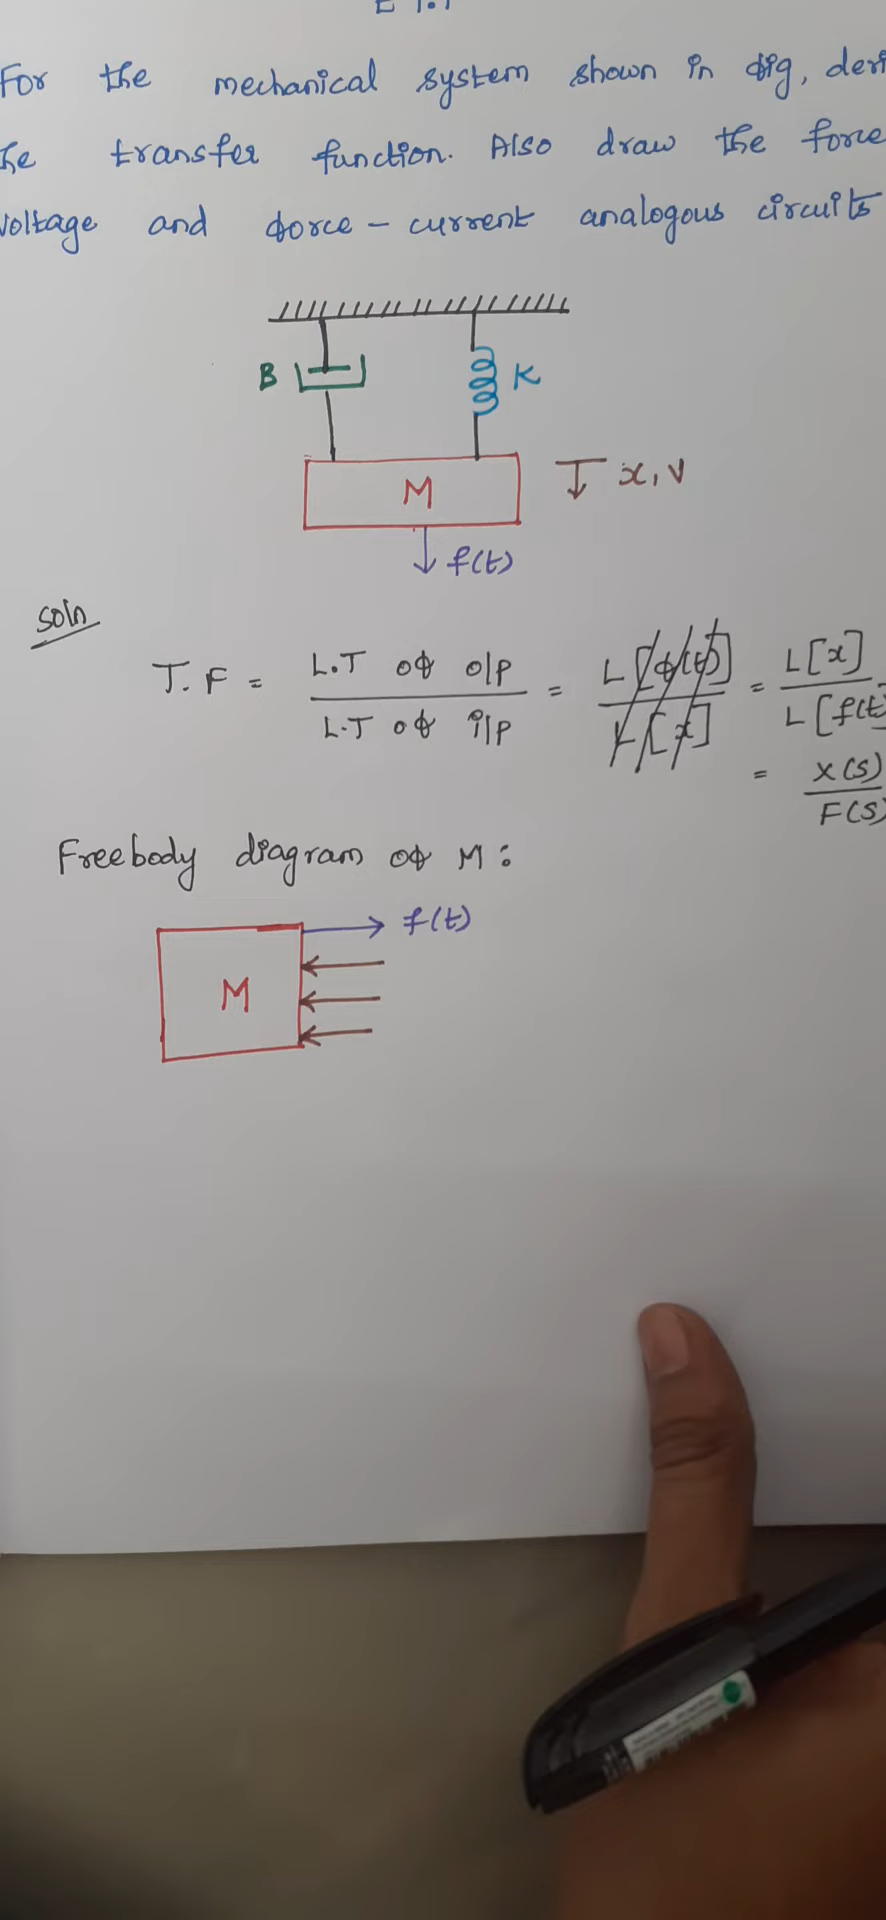 For the mechanical system shown in fig, deri
he transfer function. Also draw the force
Voltage and force - current analogous circuits
B
K
M
x, v
f(t)
Soln
T.F = L.T of o/p / L.T of i/p = = L[x] / L[f(t)
= X(s) / F(s)
Freebody diagram of M:
f(t)
M